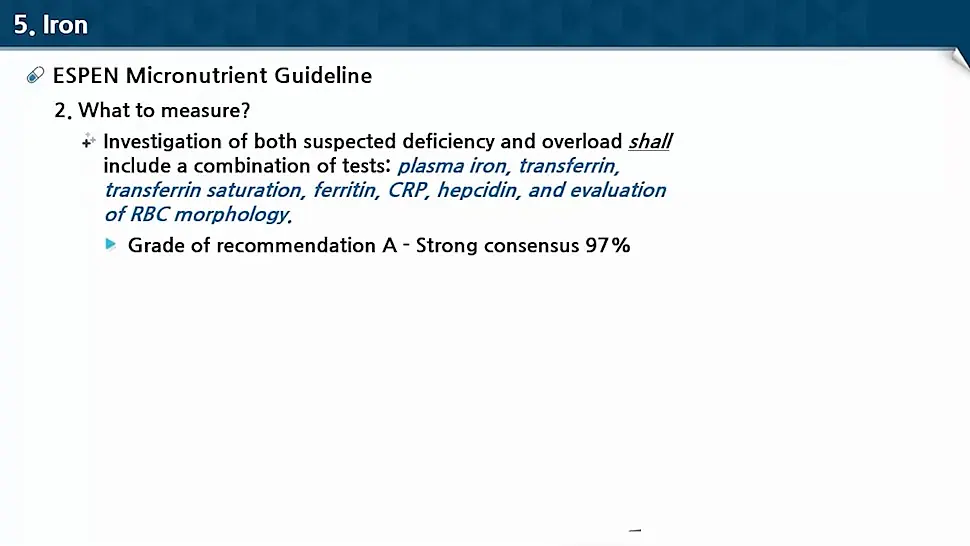 5. Iron
ESPEN Micronutrient Guideline
2. What to measure?
Investigation of both suspected deficiency and overload shall
include a combination of tests: plasma iron, transferrin,
transferrin saturation, ferritin, CRP, hepcidin, and evaluation
of RBC morphology.
Grade of recommendation A - Strong consensus 97%